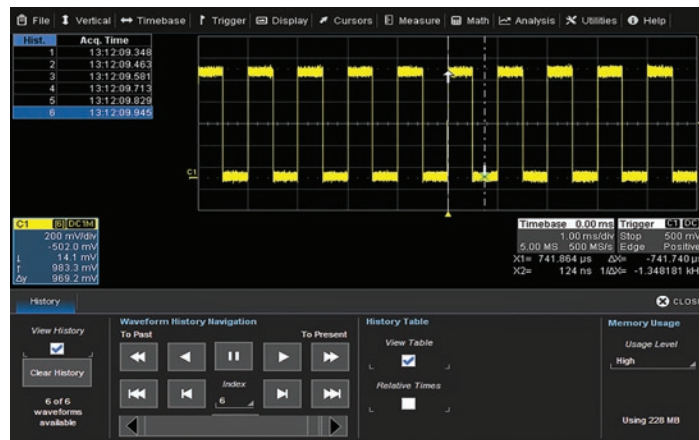 File Vertical Timebase Trigger Display Cursors Measure Math Analysis Utilities Help
Hist. Acq. Time
1 13:12:09.348
2 13:12:09.463
3 13:12:09.581
4 13:12:09.713
5 13:12:09.829
6 13:12:09.945
C1
C1 [6] DC1M
200 mV/div
-502.0 mV
↓ 14.1 mV
↑ 983.3 mV
Δy 969.2 mV
Timebase 0.00 ms
1.00 ms/div
5.00 MS 500 MS/s
Trigger C1 DC
Stop 500 mV
Edge Positive
X1= 741.864 µs ΔX= -741.740 µs
X2= 124 ns 1/ΔX= -1.348181 kHz
History
CLOSE
View History
Clear History
6 of 6
waveforms
available
Waveform History Navigation
To Past To Present
Index
6
History Table
View Table
Relative Times
Memory Usage
Usage Level
High
Using 228 MB